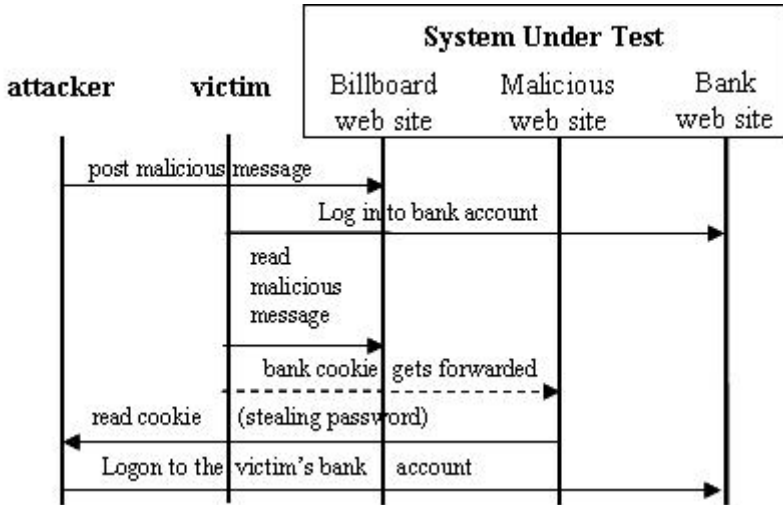 System Under Test
attacker victim Billboard Malicious Bank
web site web site web site
post malicious message
Log in to bank account
read
malicious
message
bank cookie gets forwarded
read cookie (stealing password)
Logon to the victim's bank account